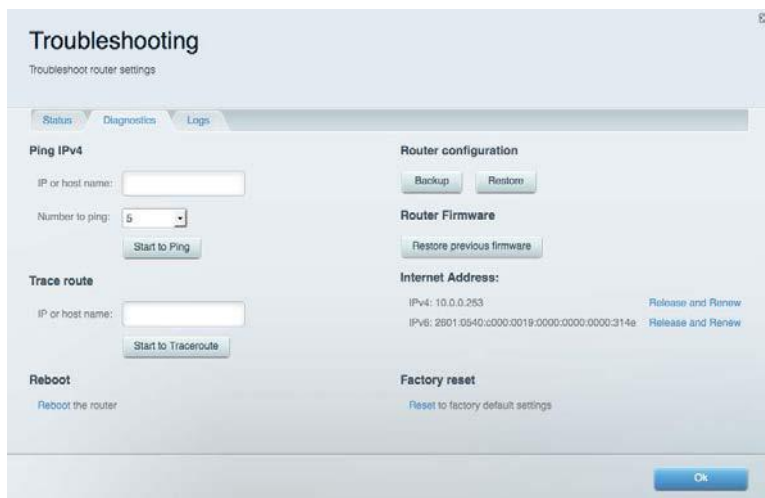 Troubleshooting
Troubleshoot router settings
Status
Diagnostics
Logs
Ping IPv4
IP or host name:
Number to ping: 5
Start to Ping
Trace route
IP or host name:
Start to Traceroute
Reboot
Reboot the router
Router configuration
Backup
Restore
Router Firmware
Restore previous firmware
Internet Address:
IPv4: 10.0.0.253 Release and Renew
IPv6: 2601:0540:c000:0019:0000:0000:0000:314e Release and Renew
Factory reset
Reset to factory default settings
Ok